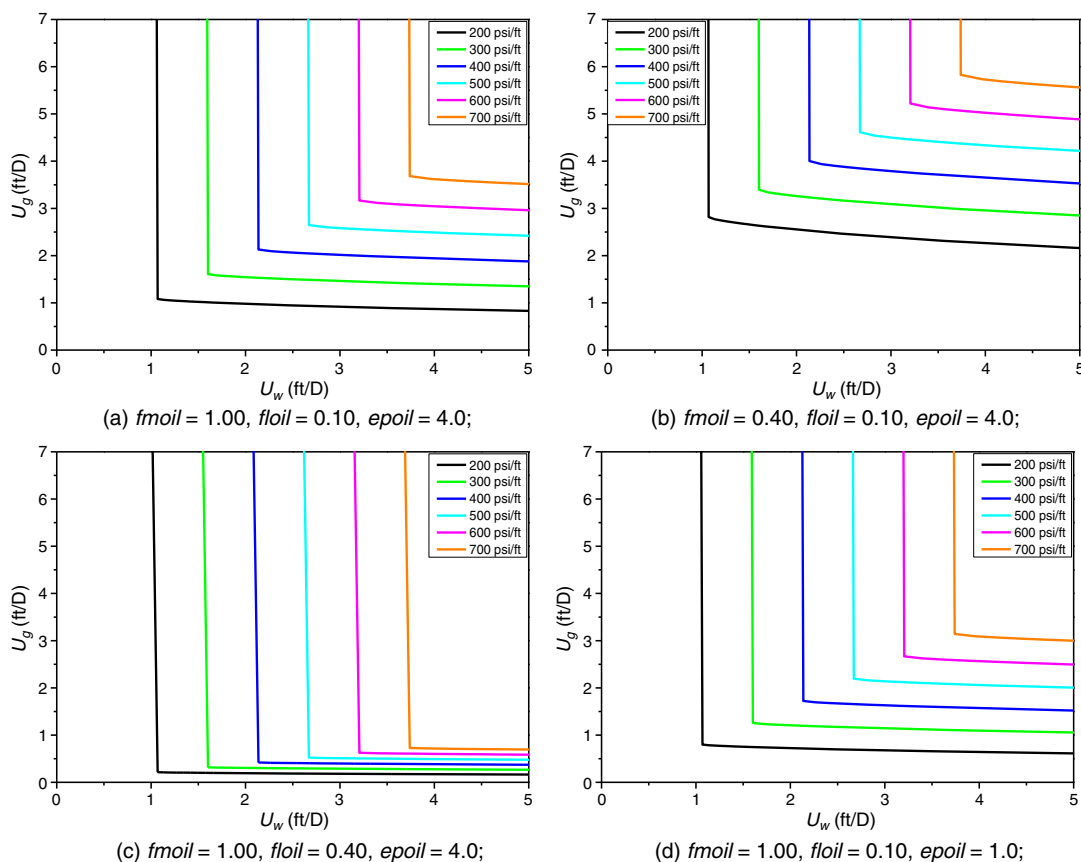 7
6
5
4
3
2
1
0
U_g (ft/D)
200 psi/ft
300 psi/ft
400 psi/ft
500 psi/ft
600 psi/ft
700 psi/ft
0 1 2 3 4 5
U_w (ft/D)
(a) fmoil = 1.00, floil = 0.10, epoil = 4.0;
7
6
5
4
3
2
1
0
U_g (ft/D)
200 psi/ft
300 psi/ft
400 psi/ft
500 psi/ft
600 psi/ft
700 psi/ft
0 1 2 3 4 5
U_w (ft/D)
(b) fmoil = 0.40, floil = 0.10, epoil = 4.0;
7
6
5
4
3
2
1
0
U_g (ft/D)
200 psi/ft
300 psi/ft
400 psi/ft
500 psi/ft
600 psi/ft
700 psi/ft
0 1 2 3 4 5
U_w (ft/D)
(c) fmoil = 1.00, floil = 0.40, epoil = 4.0;
7
6
5
4
3
2
1
0
U_g (ft/D)
200 psi/ft
300 psi/ft
400 psi/ft
500 psi/ft
600 psi/ft
700 psi/ft
0 1 2 3 4 5
U_w (ft/D)
(d) fmoil = 1.00, floil = 0.10, epoil = 1.0;